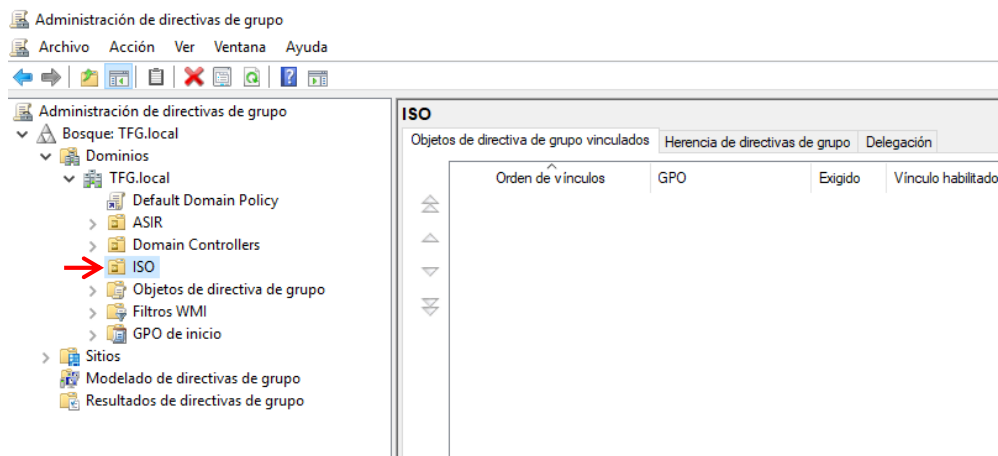 Administración de directivas de grupo
Archivo Acción Ver Ventana Ayuda
Administración de directivas de grupo
Bosque: TFG.local
Dominios
TFG.local
Default Domain Policy
ASIR
Domain Controllers
ISO
Objetos de directiva de grupo
Filtros WMI
GPO de inicio
Sitios
Modelado de directivas de grupo
Resultados de directivas de grupo
ISO
Objetos de directiva de grupo vinculados Herencia de directivas de grupo Delegación
Orden de vínculos GPO Exigido Vínculo habilitado